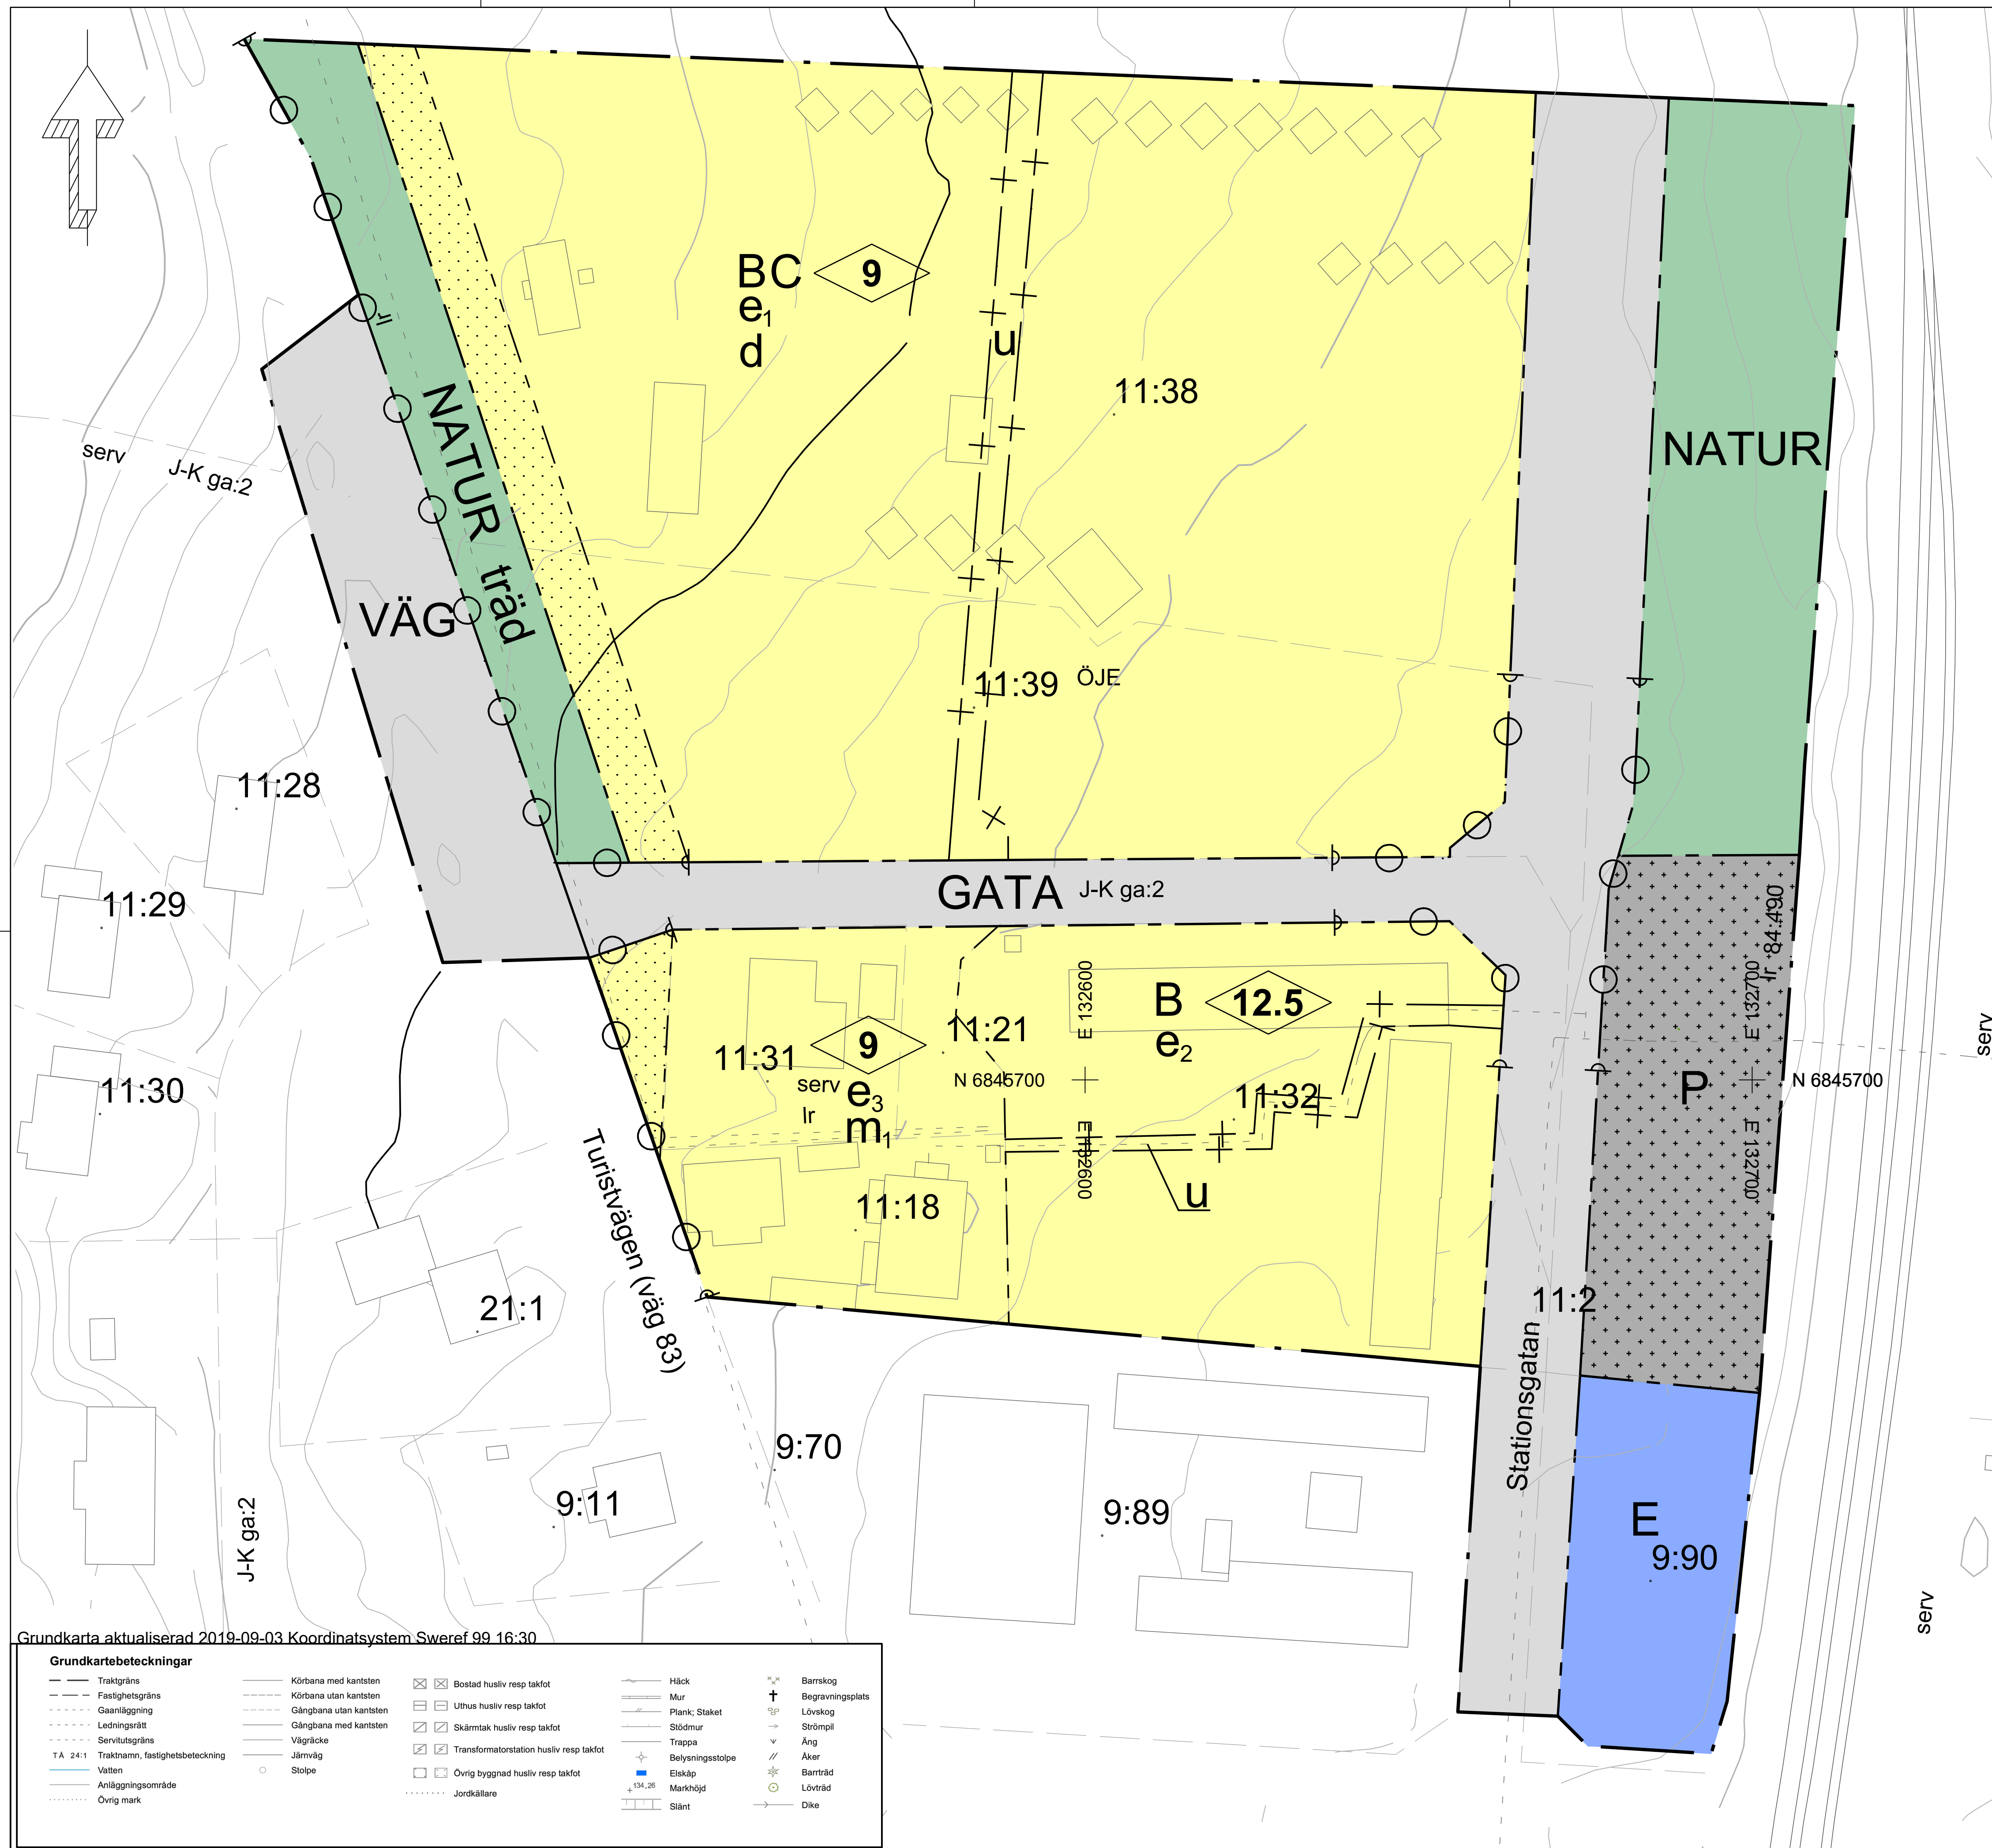 BC
9
e1
d
u
11:38
NATUR
NATUR träd
serv
J-K ga:2
VÄG
11:39
ÖJE
11:28
GATA
J-K ga:2
11:29
lr 84:490
E 132600
E 132700
B
12.5
e2
11:21
9
11:31
serv
lr
e3
m1
N 6845700
N 6845700
11:32
P
11:30
serv
E 132600
E 132700
u
Turistvägen (väg 83)
11:18
21:1
11:2
Stationsgatan
9:70
9:11
9:89
E
9:90
J-K ga:2
serv
lr
Grundkarta aktualiserad 2019-09-03 Koordinatsystem Sweref 99 16:30
Grundkartebeteckningar
Traktgräns
Fastighetsgräns
Gaanläggning
Ledningsrätt
Servitutsgräns
TÅ 24:1 Traktnamn, fastighetsbeteckning
Vatten
Anläggningsområde
Övrig mark
Körbana med kantsten
Körbana utan kantsten
Gångbana utan kantsten
Gångbana med kantsten
Vägräcke
Järnväg
Stolpe
Bostad husliv resp takfot
Uthus husliv resp takfot
Skärmtak husliv resp takfot
Transformatorstation husliv resp takfot
Övrig byggnad husliv resp takfot
Jordkällare
Häck
Mur
Plank; Staket
Stödmur
Trappa
Belysningsstolpe
Elskåp
134,26 Markhöjd
Slänt
Barrskog
Begravningsplats
Lövskog
Strömpil
Äng
Åker
Barrträd
Lövträd
Dike